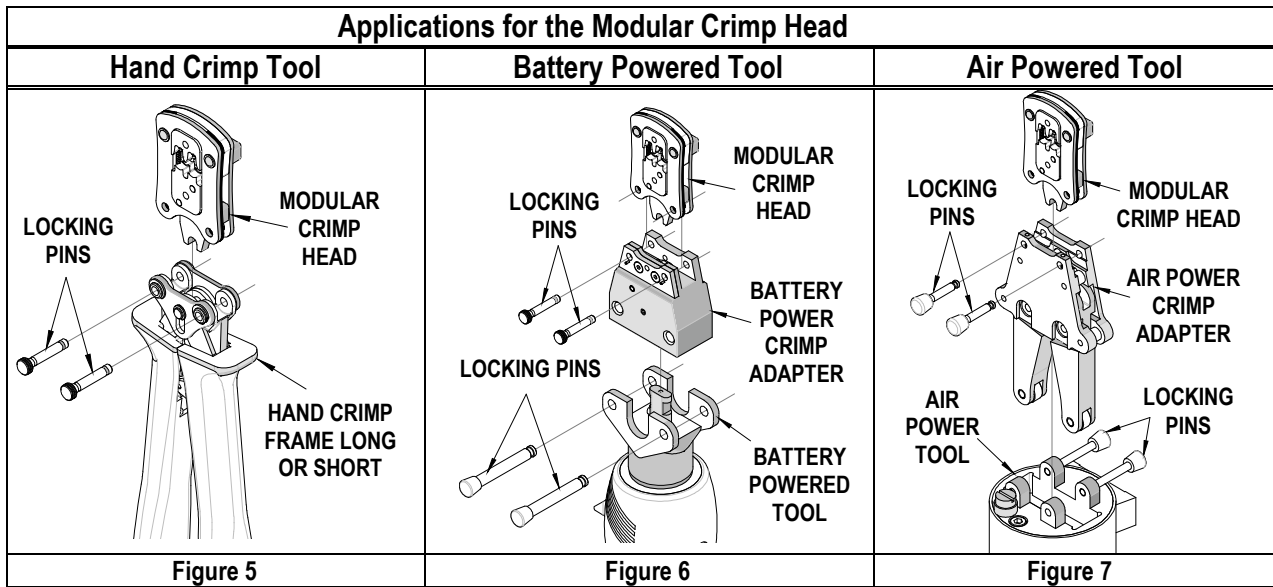 Applications for the Modular Crimp Head
Hand Crimp Tool
Battery Powered Tool
Air Powered Tool
LOCKING
PINS
MODULAR
CRIMP
HEAD
HAND CRIMP
FRAME LONG
OR SHORT
MODULAR
CRIMP
HEAD
LOCKING
PINS
BATTERY
POWER
CRIMP
ADAPTER
LOCKING PINS
BATTERY
POWERED
TOOL
LOCKING
PINS
MODULAR
CRIMP HEAD
AIR POWER
CRIMP
ADAPTER
AIR
POWER
TOOL
LOCKING
PINS
Figure 5
Figure 6
Figure 7